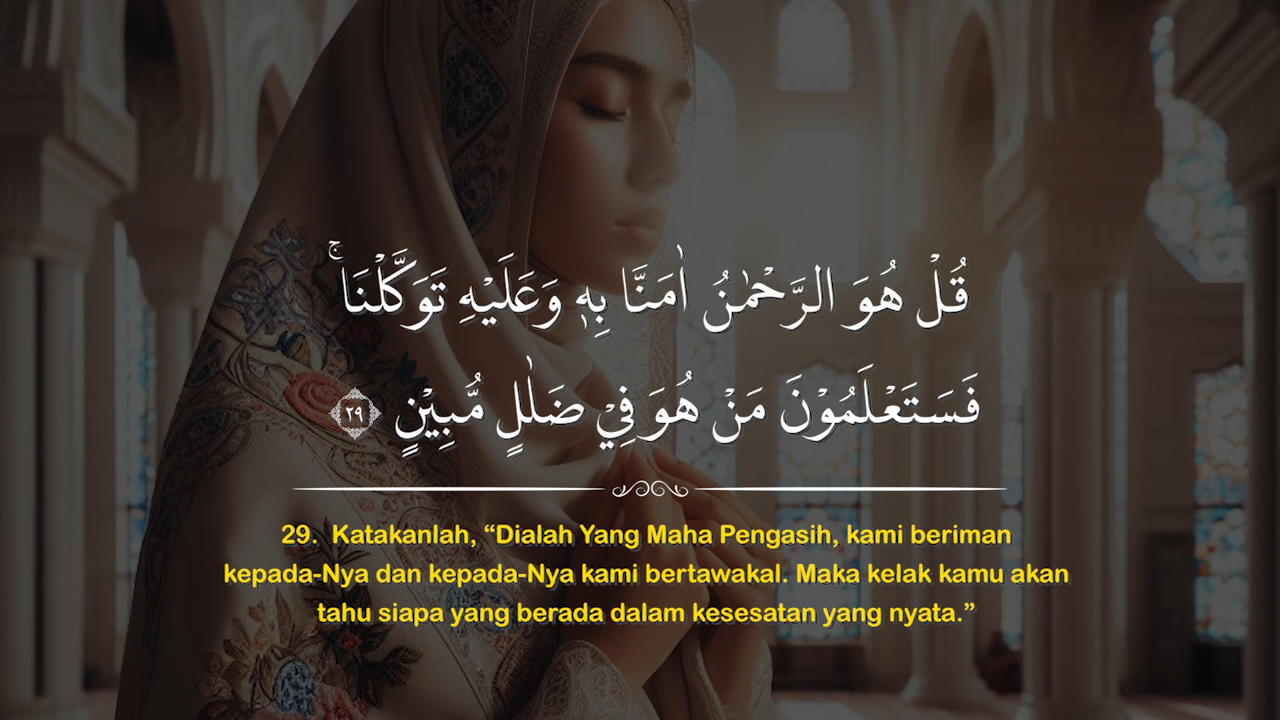 قُلْ هُوَ الرَّحْمٰنُ اٰمَنَّا بِهٖ وَعَلَيْهِ تَوَكَّلْنَاۚ
فَسَتَعْلَمُوْنَ مَنْ هُوَ فِيْ ضَلٰلٍ مُّبِيْنٍ ٢٩
29. Katakanlah, “Dialah Yang Maha Pengasih, kami beriman
kepada-Nya dan kepada-Nya kami bertawakal. Maka kelak kamu akan
tahu siapa yang berada dalam kesesatan yang nyata.”